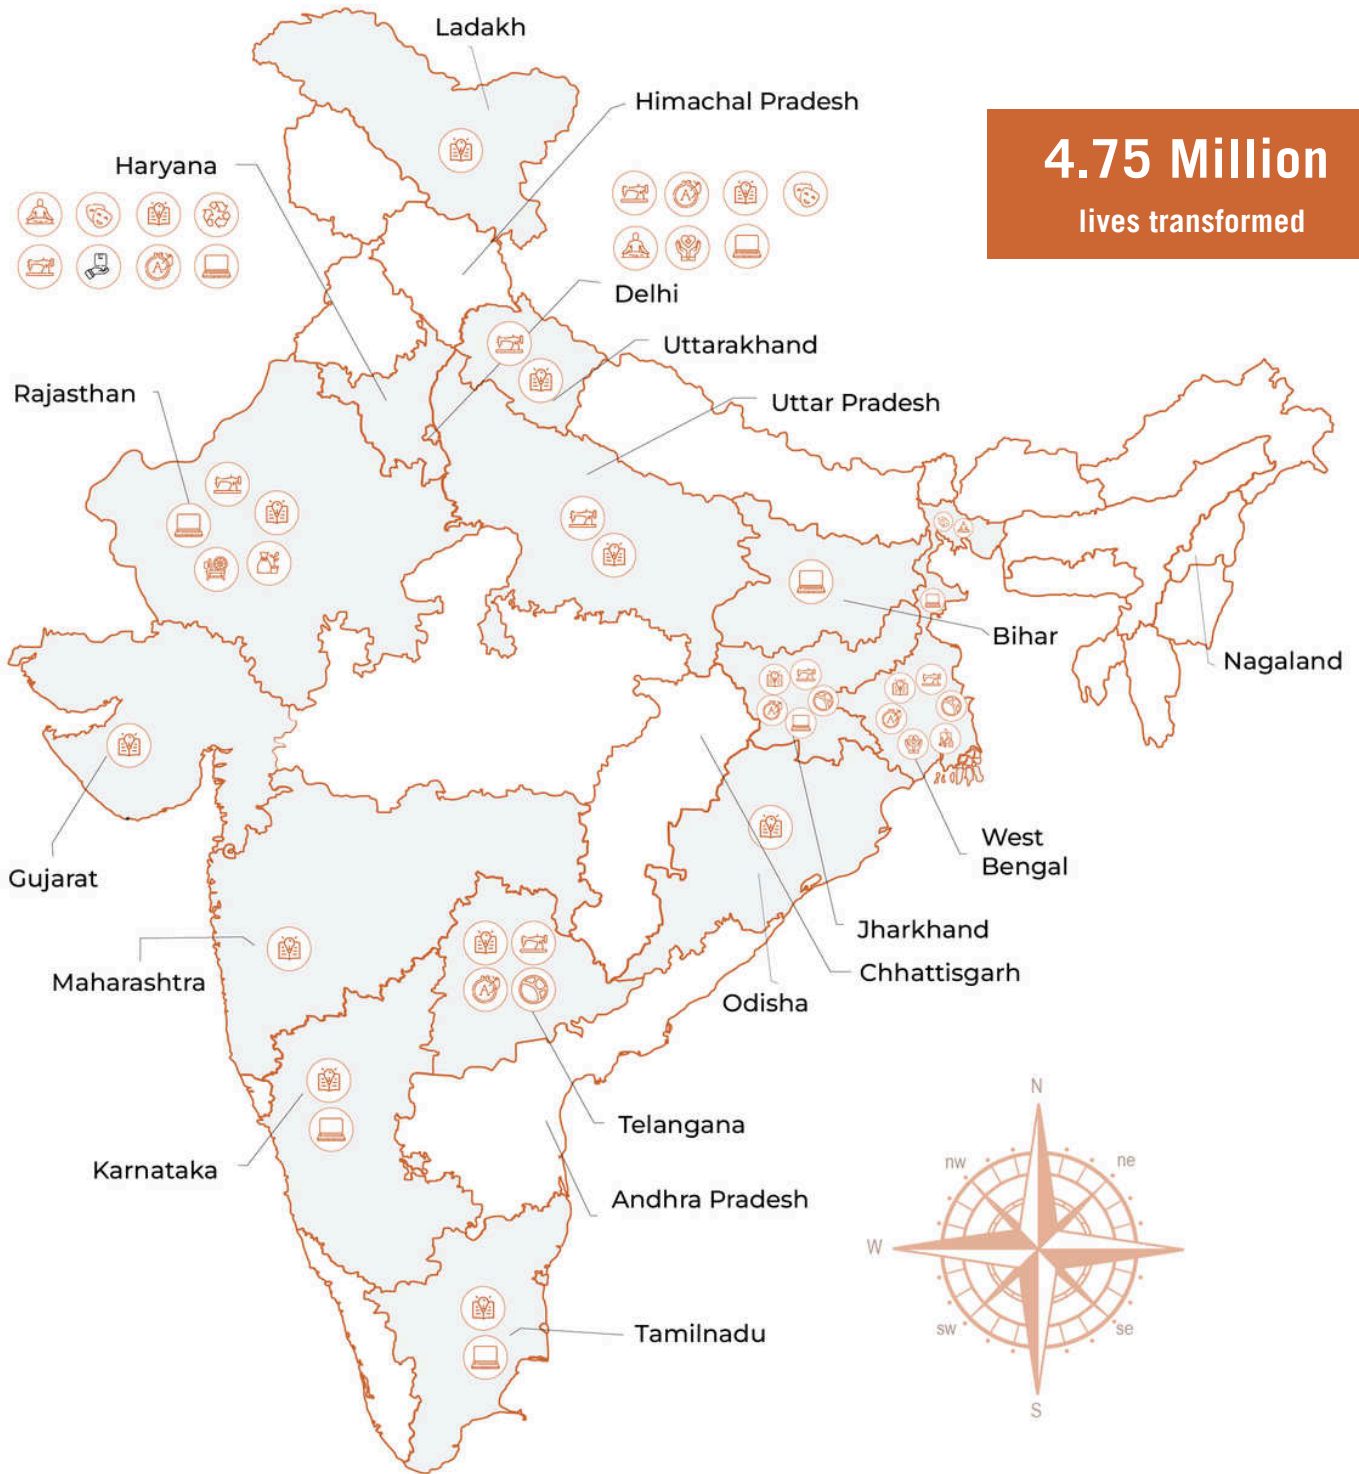 Ladakh
Himachal Pradesh
4.75 Million
lives transformed
Haryana
Delhi
Uttarakhand
Rajasthan
Uttar Pradesh
Bihar
Nagaland
West
Bengal
Gujarat
Jharkhand
Chhattisgarh
Maharashtra
Odisha
Telangana
Karnataka
Andhra Pradesh
Tamilnadu
N
nw
ne
W
sw
se
S